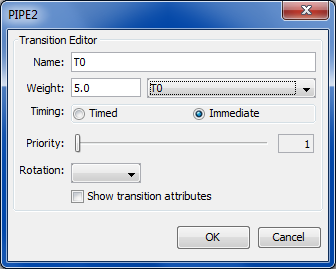 PIPE2
Transition Editor
Name: T0
Weight: 5.0 T0
Timing: Timed Immediate
Priority: 1
Rotation:
Show transition attributes
OK Cancel